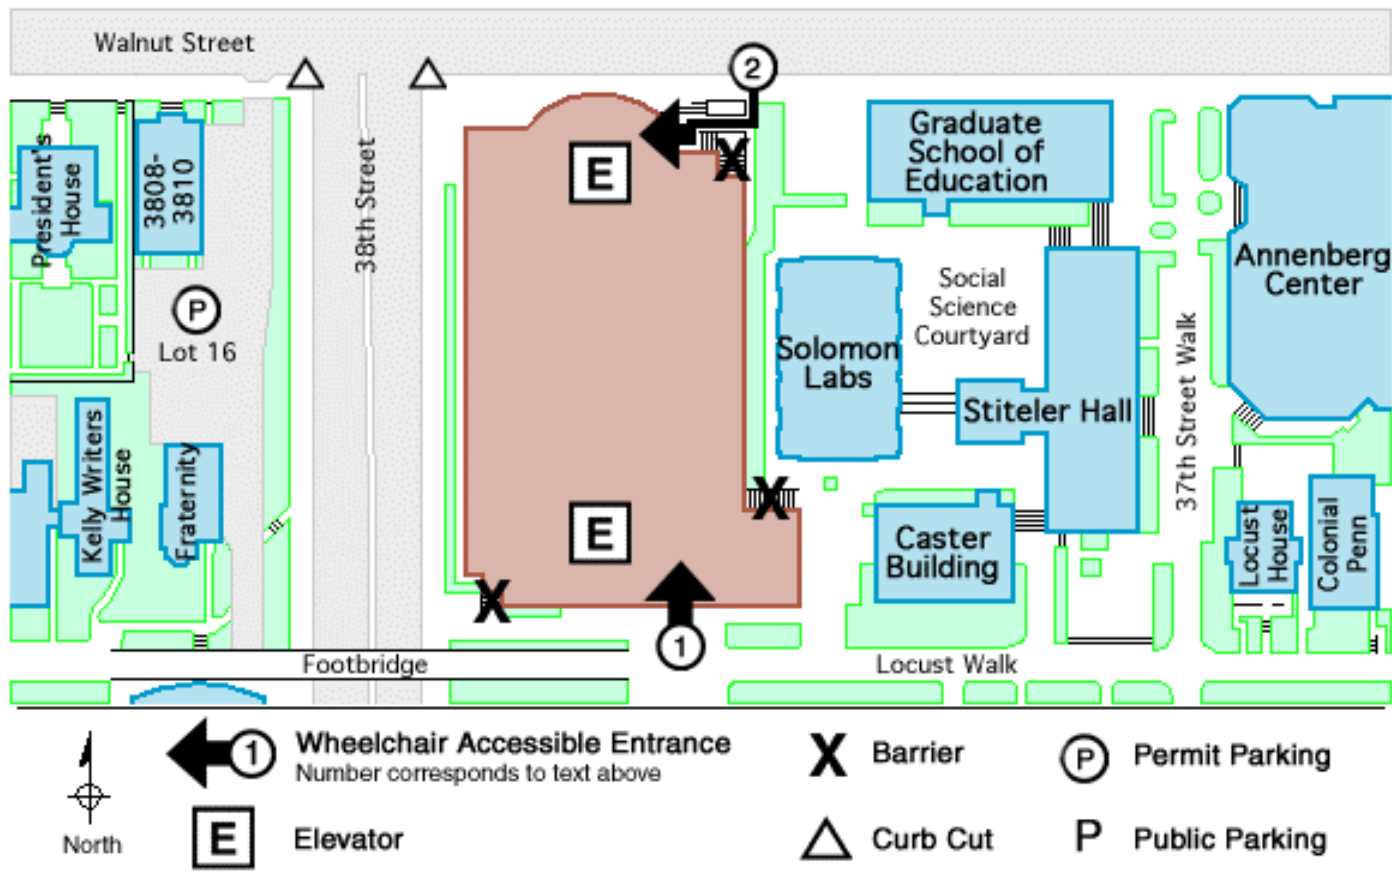 Walnut Street
2
President's
House
3808-
3810
38th Street
E
X
Graduate
School of
Education
Annenberg
Center
P
Lot 16
Social
Science
Courtyard
Solomon
Labs
Stiteler Hall
37th Street Walk
Kelly Writers
House
Fraternity
E
X
Caster
Building
Locust
House
Colonial
Penn
X
1
Footbridge
Locust Walk
1
Wheelchair Accessible Entrance
Number corresponds to text above
X
Barrier
P
Permit Parking
North
E
Elevator
Curb Cut
P
Public Parking